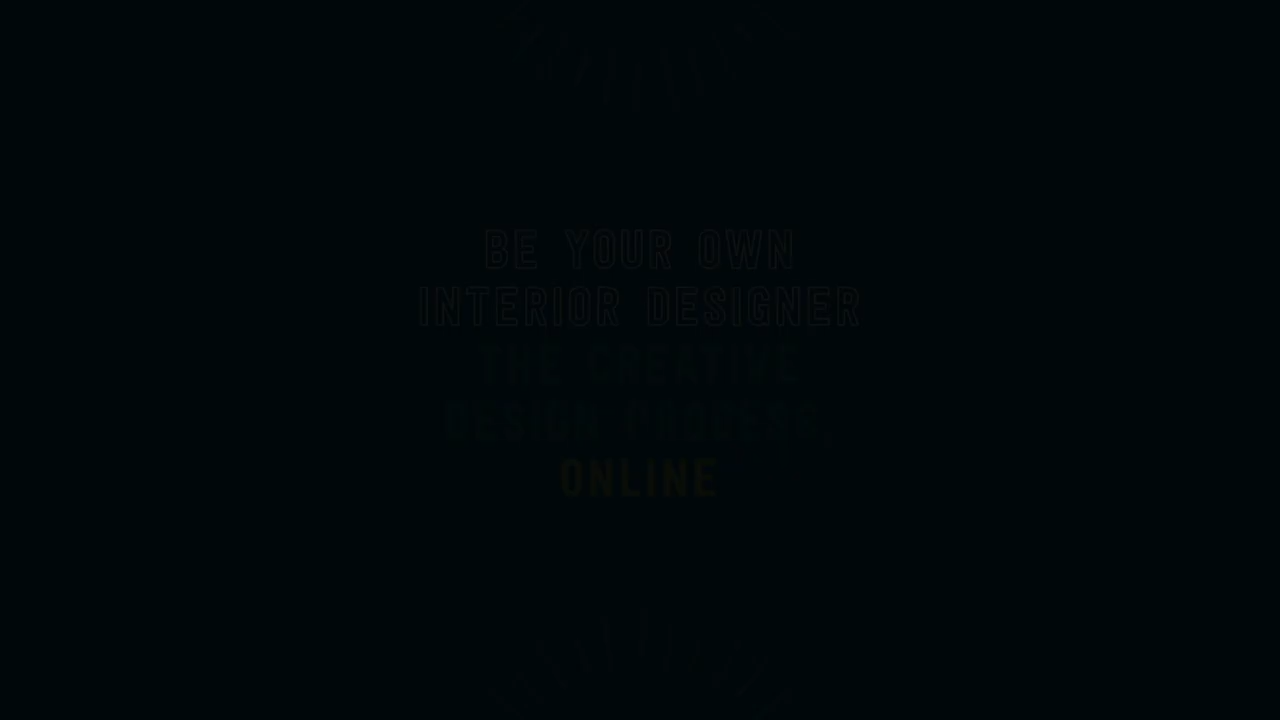 BE YOUR OWN
INTERIOR DESIGNER
THE CREATIVE
DESIGN PROCESS,
ONLINE